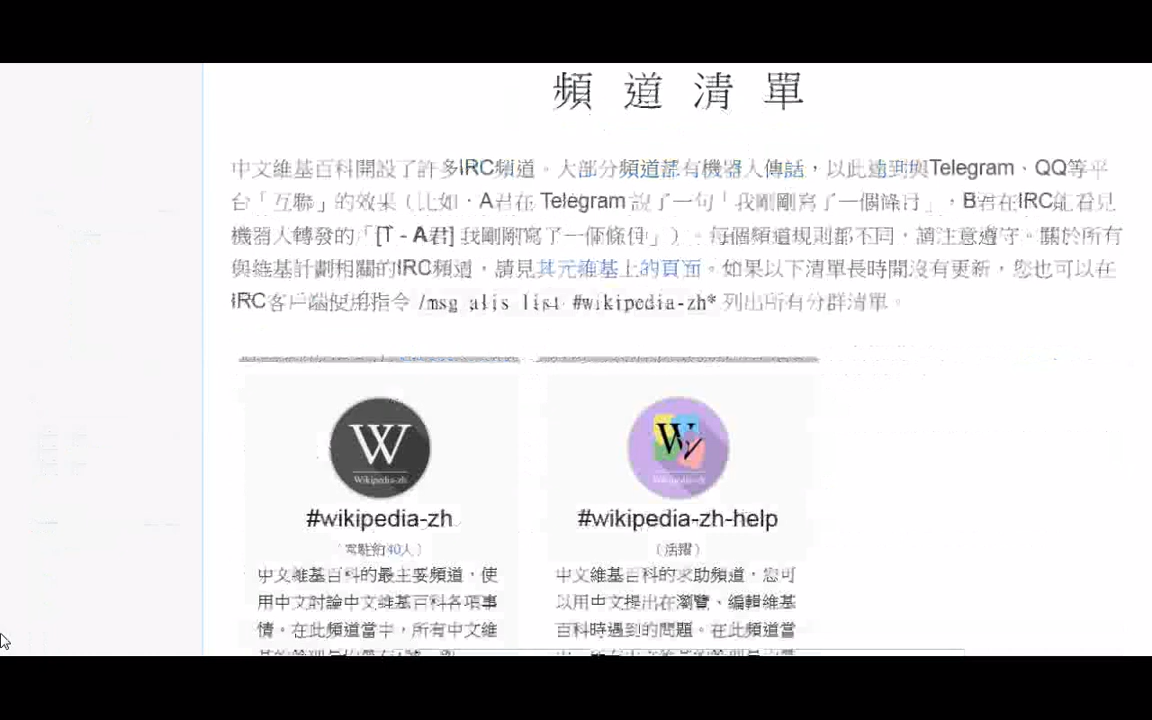 頻道清單
中文維基百科開設了許多IRC頻道。大部分頻道都有機器人傳話，以此達到與Telegram、QQ等平
台「互聯」的效果（比如，A君在 Telegram 說了一句「我剛剛寫了一個條目」，B君在IRC能看見
機器人轉發的「[T - A君] 我剛剛寫了一個條目」）。每個頻道規則都不同，請注意遵守。關於所有
與維基計劃相關的IRC頻道，請見其元維基上的頁面。如果以下清單長時間沒有更新，您也可以在
IRC客戶端使用指令 /msg alis list #wikipedia-zh* 列出所有分群清單。
W
Wikipedia-zh
W
Wikipedia-zh
#wikipedia-zh
#wikipedia-zh-help
（常駐約40人）
（活躍）
中文維基百科的最主要頻道，使
用中文討論中文維基百科各項事
情。在此頻道當中，所有中文維
中文維基百科的求助頻道，您可
以用中文提出在瀏覽、編輯維基
百科時遇到的問題。在此頻道當